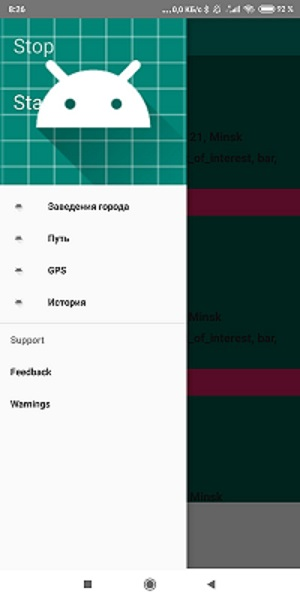 8:26
...0,0 КБ/с
92 %
Stop
Sta
21, Minsk
_of_interest, bar,
Заведения города
Путь
GPS
История
Minsk
_of_interest, bar,
Support
Feedback
Warnings
Minsk